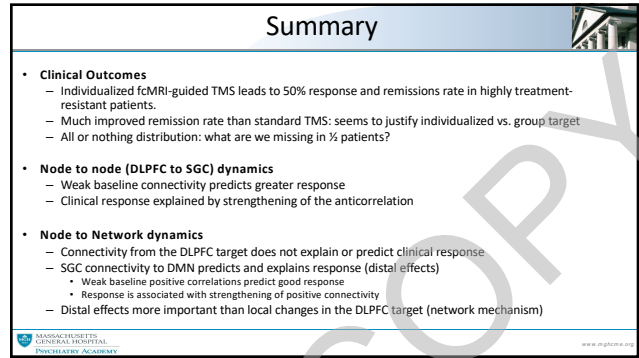 Summary
• Clinical Outcomes
– Individualized fcMRI-guided TMS leads to 50% response and remissions rate in highly treatment-
resistant patients.
– Much improved remission rate than standard TMS: seems to justify individualized vs. group target
– All or nothing distribution: what are we missing in ½ patients?
• Node to node (DLPFC to SGC) dynamics
– Weak baseline connectivity predicts greater response
– Clinical response explained by strengthening of the anticorrelation
• Node to Network dynamics
– Connectivity from the DLPFC target does not explain or predict clinical response
– SGC connectivity to DMN predicts and explains response (distal effects)
• Weak baseline positive correlations predict good response
• Response is associated with strengthening of positive connectivity
– Distal effects more important than local changes in the DLPFC target (network mechanism)
MGH
MASSACHUSETTS
GENERAL HOSPITAL
PSYCHIATRY ACADEMY
www.mghcme.org
COPY